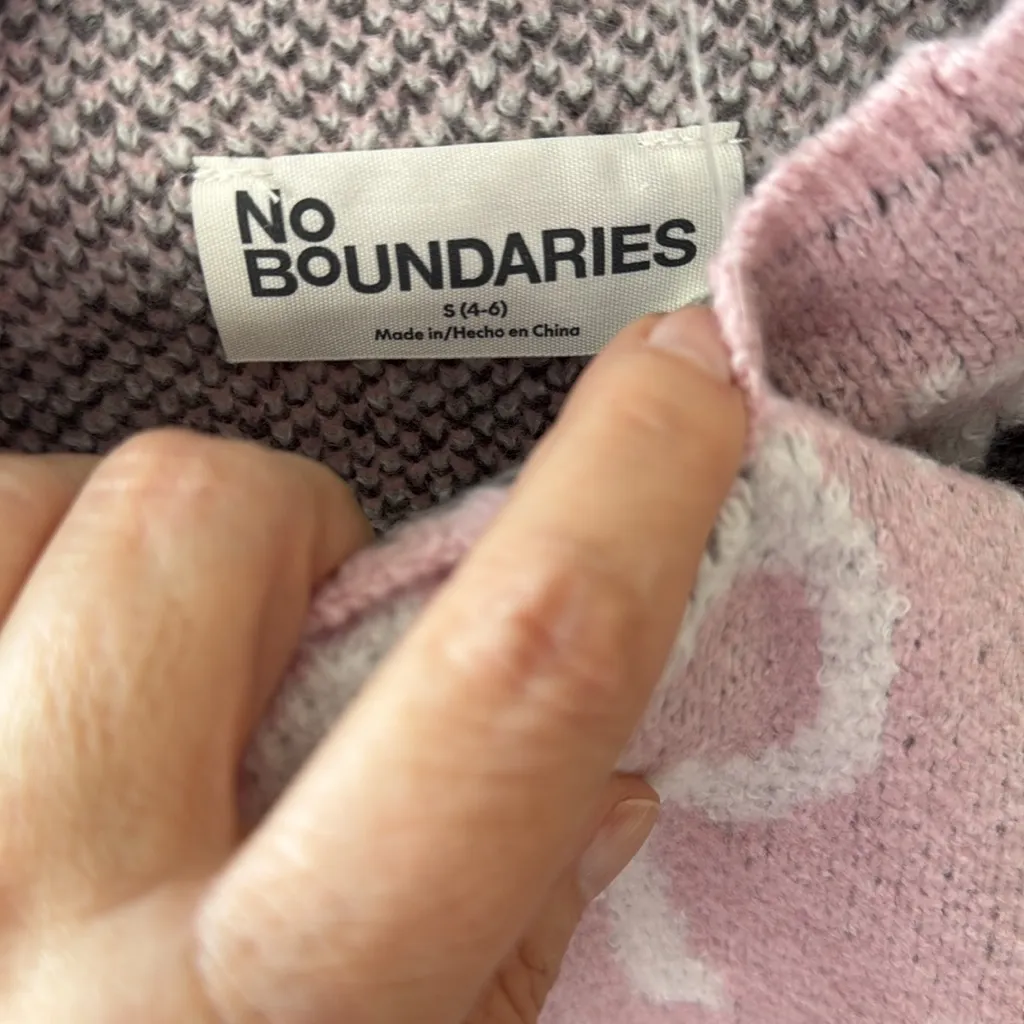 No
BoUNDARIES
S (4-6)
Made in/Hecho en China